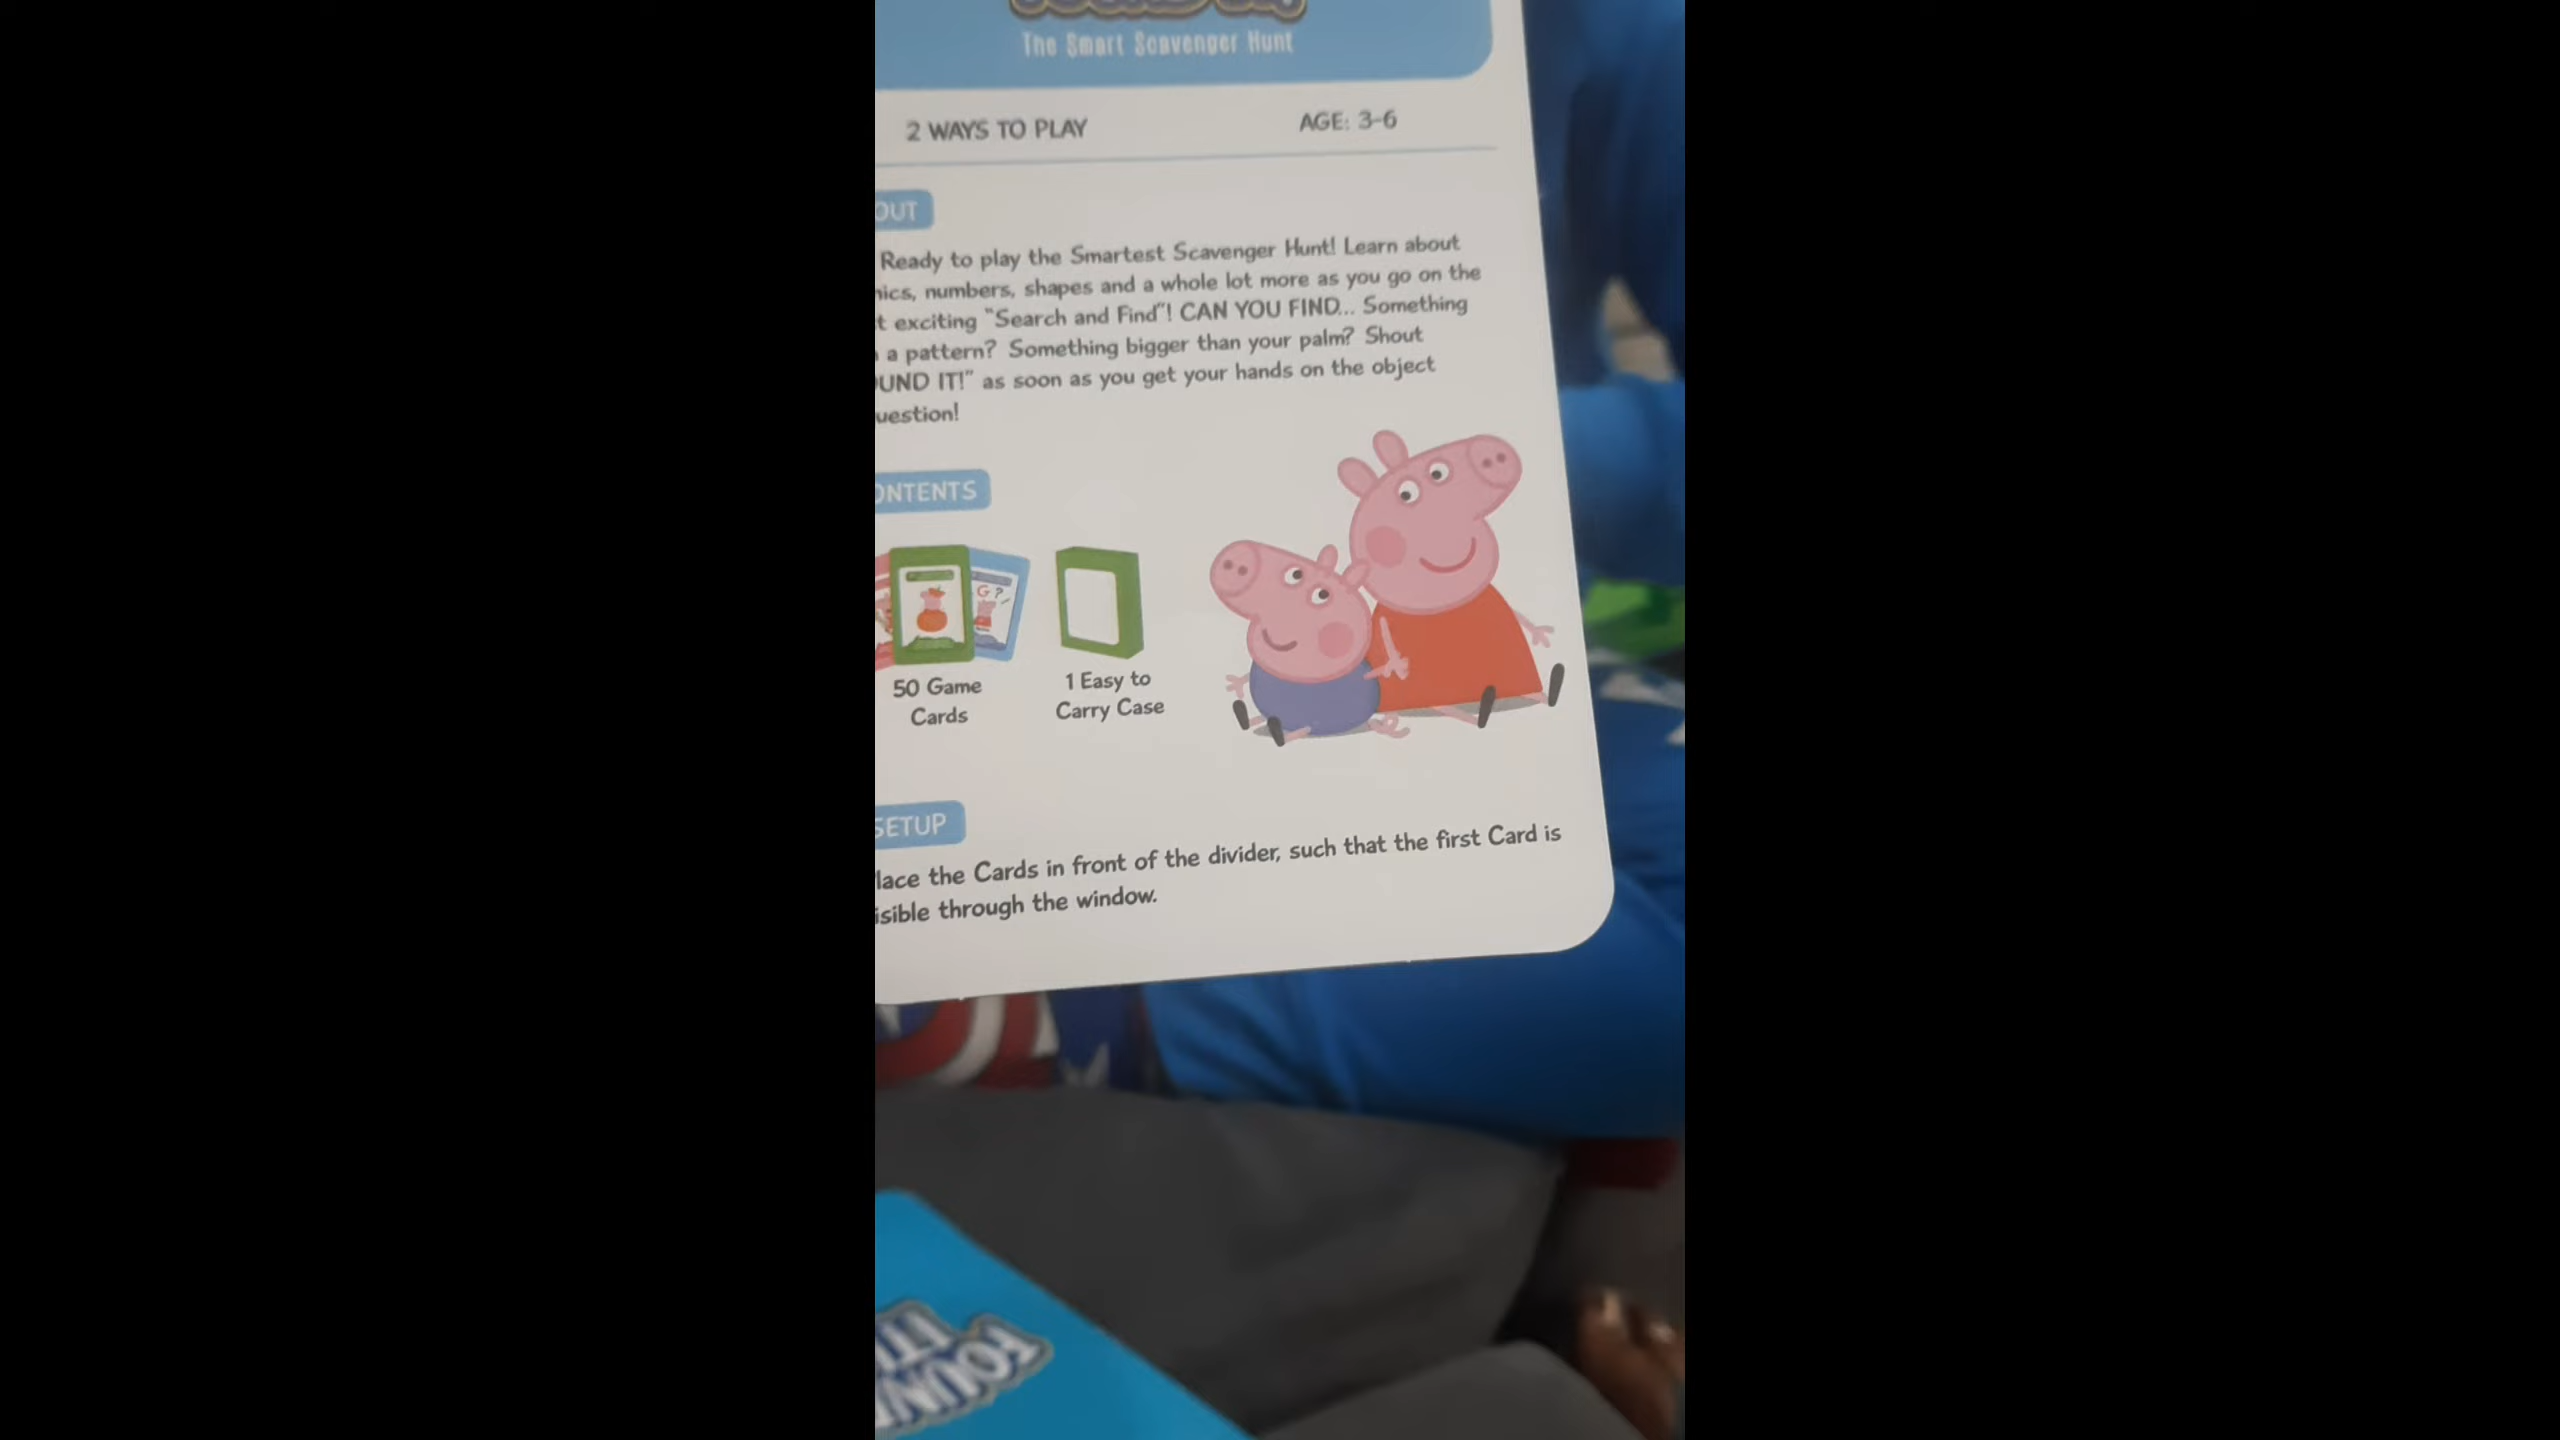 The Smart Scavenger Hunt
2 WAYS TO PLAY
AGE: 3-6
OUT
Ready to play the Smartest Scavenger Hunt! Learn about
nics, numbers, shapes and a whole lot more as you go on the
t exciting "Search and Find"! CAN YOU FIND... Something
a pattern? Something bigger than your palm? Shout
UND IT!" as soon as you get your hands on the object
uestion!
ONTENTS
G?
50 Game
Cards
1 Easy to
Carry Case
SETUP
lace the Cards in front of the divider, such that the first Card is
isible through the window.
FOUN
IT